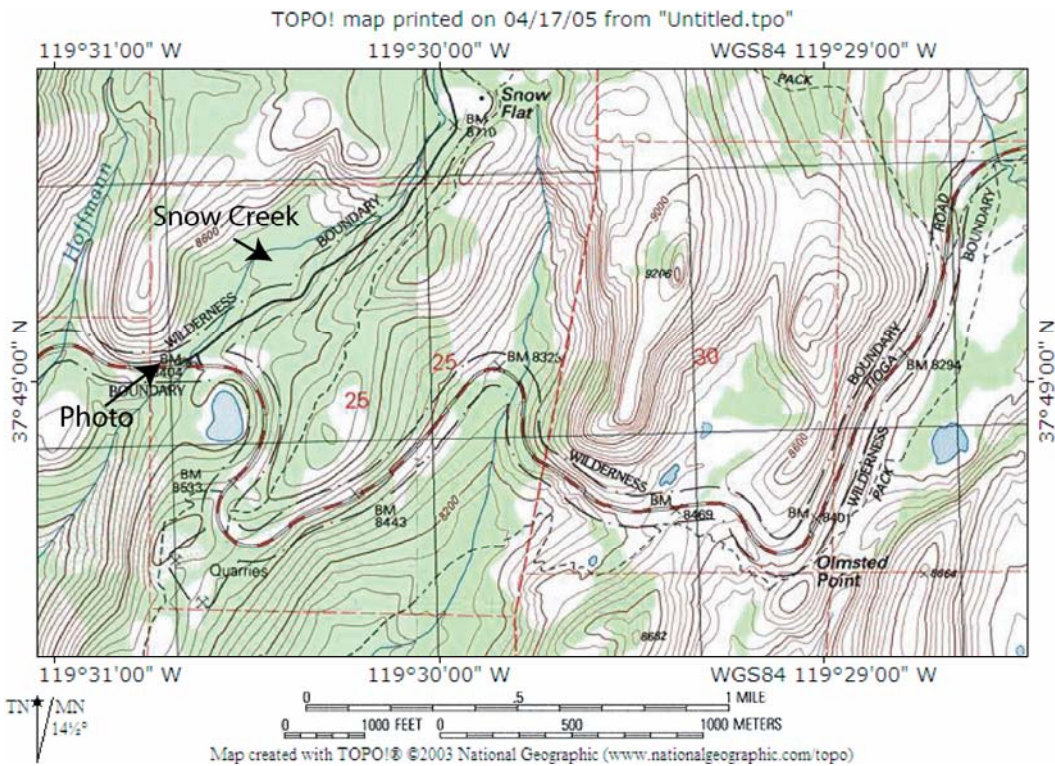 TOPO! map printed on 04/17/05 from "Untitled.tpo"
119°31'00" W
119°30'00" W
WGS84 119°29'00" W
PACK
Snow
Flat
BM
8710
Hoffmann
Snow Creek
8600
BOUNDARY
ROAD
BOUNDARY
9000
9206
WILDERNESS
37°49'00" N
BM
8404
BOUNDARY
Photo
25
25
BM 8323
30
BOUNDARY
TIOGA
BM 8294
37°49'00" N
BM
8533
BM
8443
8200
WILDERNESS
BM
8469
8600
WILDERNESS
PACK
BM
8401
Quarries
Olmsted
Point
8864
8682
119°31'00" W
119°30'00" W
WGS84 119°29'00" W
TN
MN
14½°
0 .5 1 MILE
0 1000 FEET 0 500 1000 METERS
Map created with TOPO!® ©2003 National Geographic (www.nationalgeographic.com/topo)